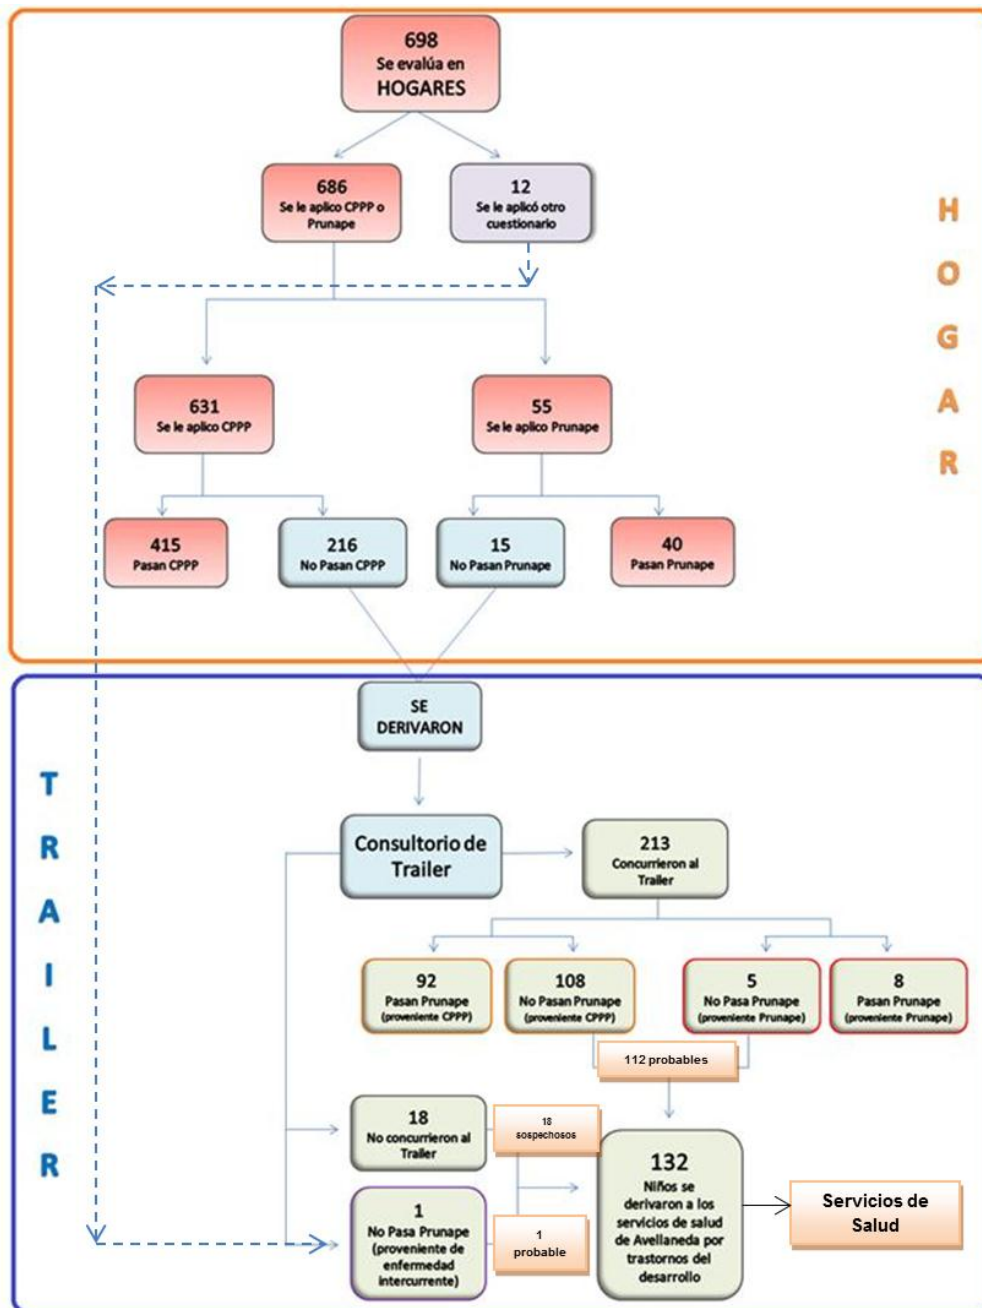 698
Se evalúa en
HOGARES
686
Se le aplico CPPP o
Prunape
12
Se le aplicó otro
cuestionario
H
O
G
A
R
631
Se le aplico CPPP
55
Se le aplico Prunape
415
Pasan CPPP
216
No Pasan CPPP
15
No Pasan Prunape
40
Pasan Prunape
SE
DERIVARON
T
R
A
I
L
E
R
Consultorio de
Trailer
213
Concurrieron al
Trailer
92
Pasan Prunape
(proveniente CPPP)
108
No Pasan Prunape
(proveniente CPPP)
5
No Pasa Prunape
(proveniente Prunape)
8
Pasan Prunape
(proveniente Prunape)
112 probables
18
No concurrieron al
Trailer
18
sospechosos
132
Niños se
derivaron a los
servicios de salud
de Avellaneda por
trastornos del
desarrollo
Servicios de
Salud
1
No Pasa Prunape
(proveniente de
enfermedad
intercurrente)
1
probable